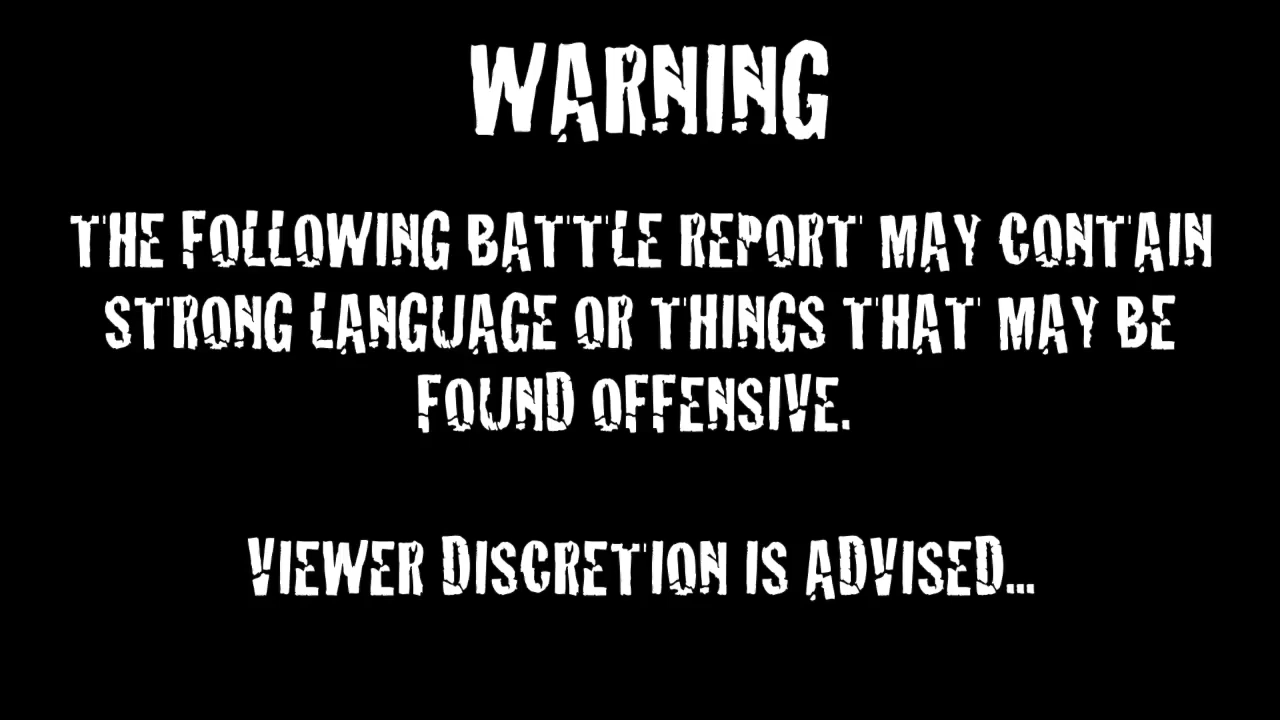 WARNING
THE FOLLOWING BATTLE REPORT MAY CONTAIN
STRONG LANGUAGE OR THINGS THAT MAY BE
FOUND OFFENSIVE.
VIEWER DISCRETION IS ADVISED...